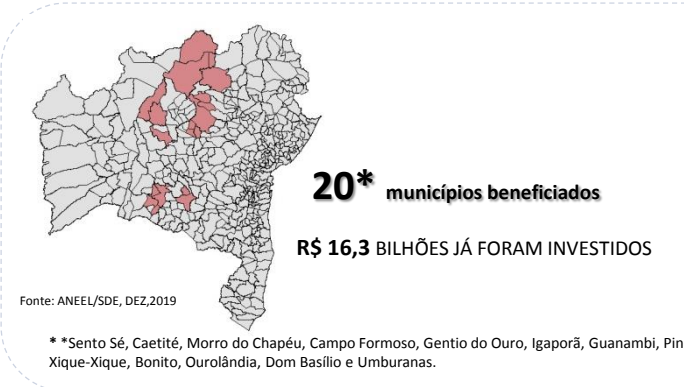 20* municípios beneficiados
R$ 16,3 BILHÕES JÁ FORAM INVESTIDOS
Fonte: ANEEL/SDE, DEZ,2019
* *Sento Sé, Caetité, Morro do Chapéu, Campo Formoso, Gentio do Ouro, Igaporã, Guanambi, Pin
Xique-Xique, Bonito, Ourolândia, Dom Basílio e Umburanas.